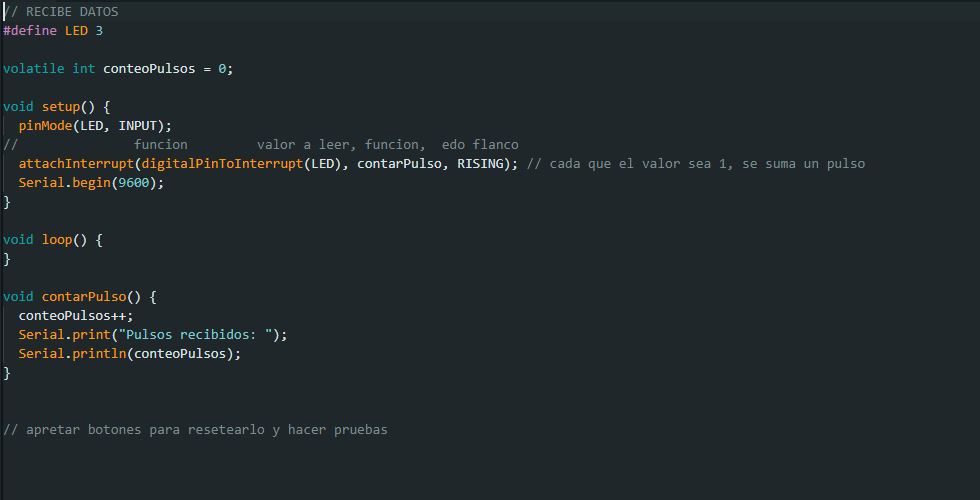 // RECIBE DATOS
#define LED 3
volatile int conteoPulsos = 0;
void setup() {
pinMode(LED, INPUT);
// funcion valor a leer, funcion, edo flanco
attachInterrupt(digitalPinToInterrupt(LED), contarPulso, RISING); // cada que el valor sea 1, se suma un pulso
Serial.begin(9600);
}
void loop() {
}
void contarPulso() {
conteoPulsos++;
Serial.print("Pulsos recibidos: ");
Serial.println(conteoPulsos);
}
// apretar botones para resetearlo y hacer pruebas